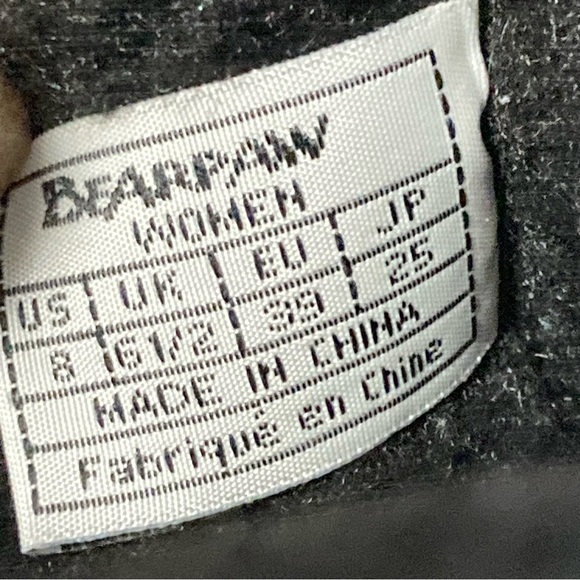 BEARPAW
WOMEN
US UK EU JP
8 6 1/2 39 25
MADE IN CHINA
Fabriqué en Chine